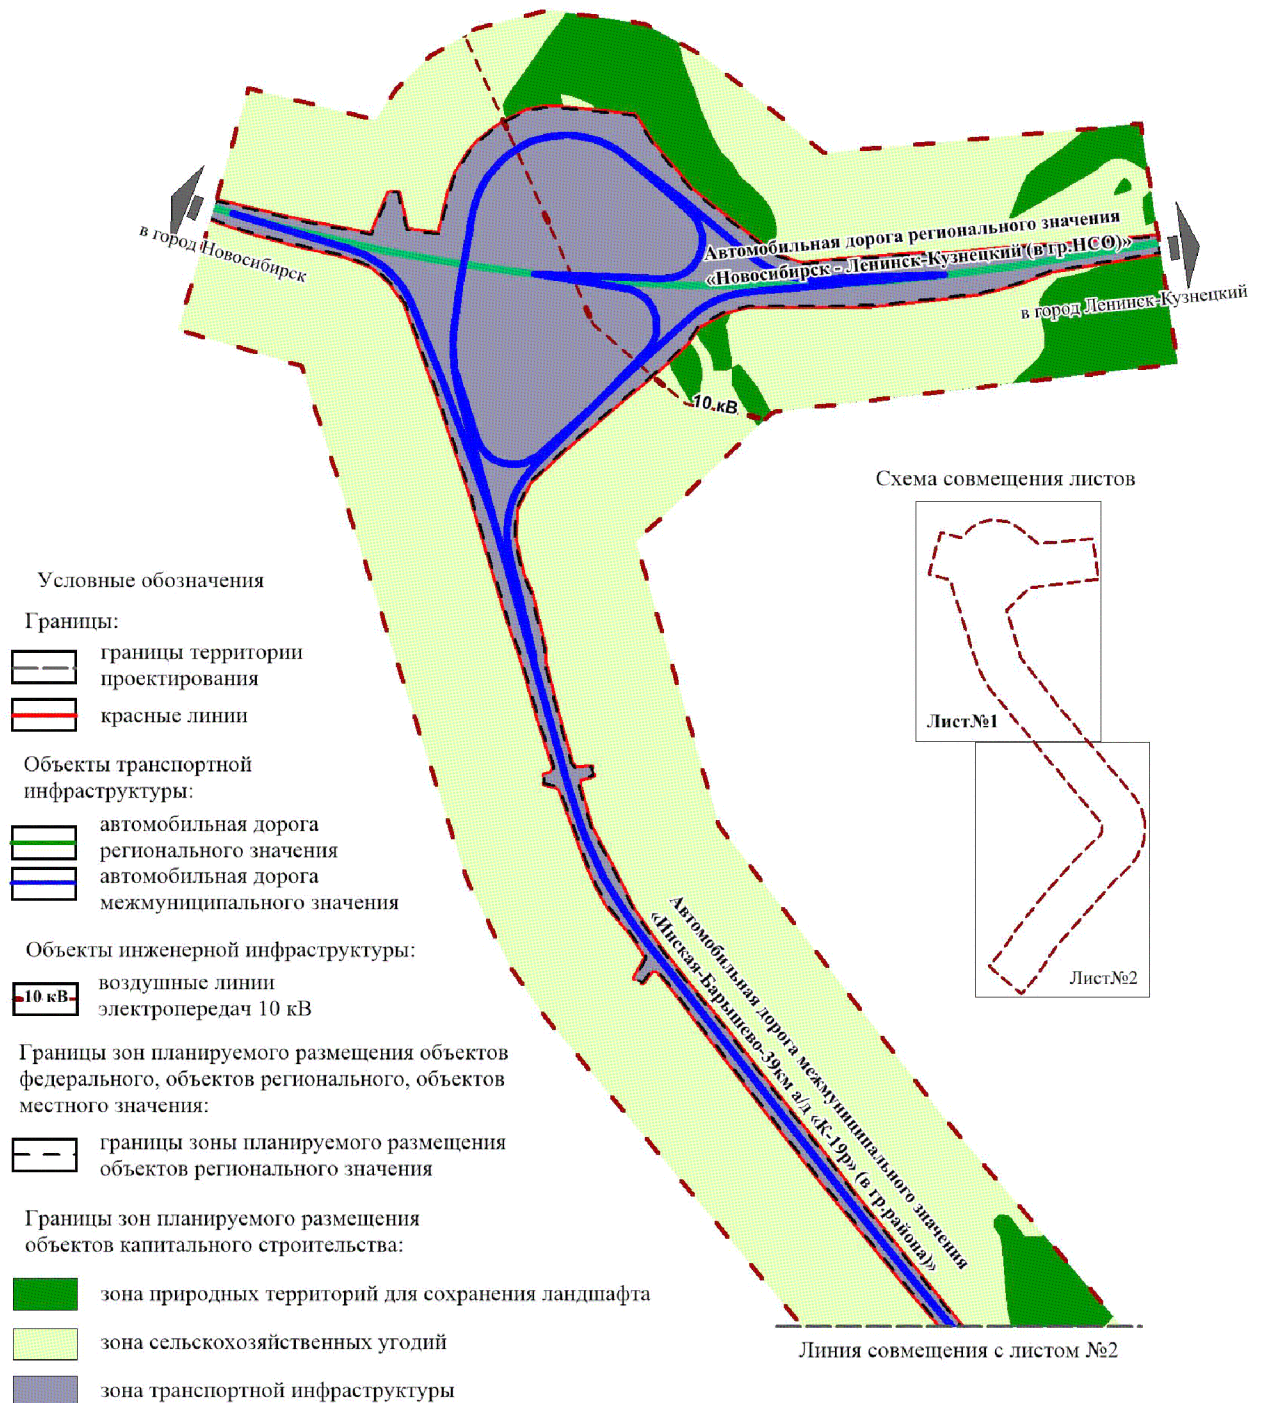 в город Новосибирск
Автомобильная дорога регионального значения
«Новосибирск - Ленинск-Кузнецкий (в гр.НСО)»
в город Ленинск-Кузнецкий
10 кВ
Схема совмещения листов
Лист№1
Лист№2
Условные обозначения
Границы:
границы территории
проектирования
красные линии
Объекты транспортной
инфраструктуры:
автомобильная дорога
регионального значения
автомобильная дорога
межмуниципального значения
Объекты инженерной инфраструктуры:
10 кВ
воздушные линии
электропередач 10 кВ
Границы зон планируемого размещения объектов
федерального, объектов регионального, объектов
местного значения:
границы зоны планируемого размещения
объектов регионального значения
Границы зон планируемого размещения
объектов капитального строительства:
зона природных территорий для сохранения ландшафта
зона сельскохозяйственных угодий
зона транспортной инфраструктуры
Автомобильная дорога межмуниципального значения
«Инская-Барышево-39км а/д «К-19р» (в гр.района)»
Линия совмещения с листом №2